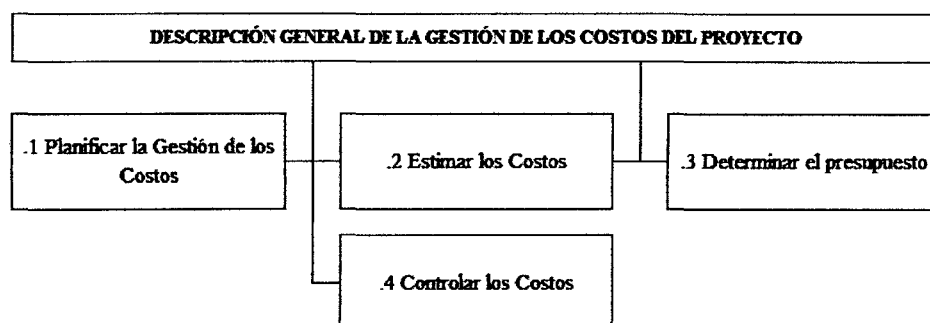 DESCRIPCIÓN GENERAL DE LA GESTIÓN DE LOS COSTOS DEL PROYECTO
.1 Planificar la Gestión de los
Costos
.2 Estimar los Costos
.3 Determinar el presupuesto
.4 Controlar los Costos